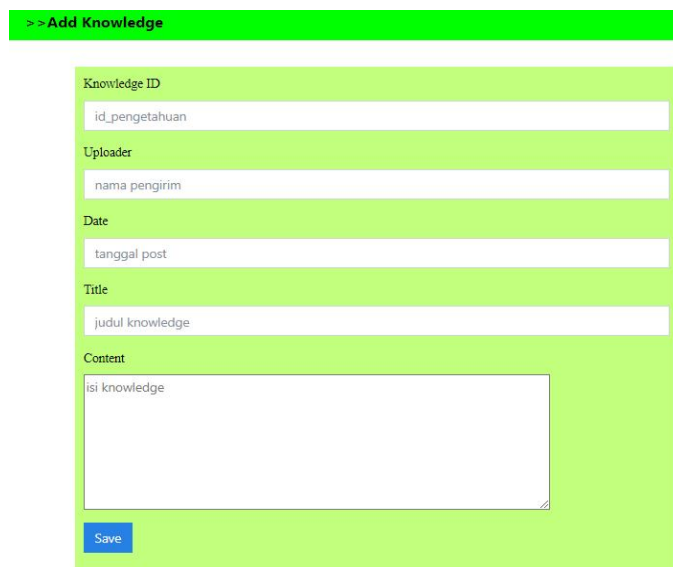 >>Add Knowledge
Knowledge ID
id_pengetahuan
Uploader
nama pengirim
Date
tanggal post
Title
judul knowledge
Content
isi knowledge
Save